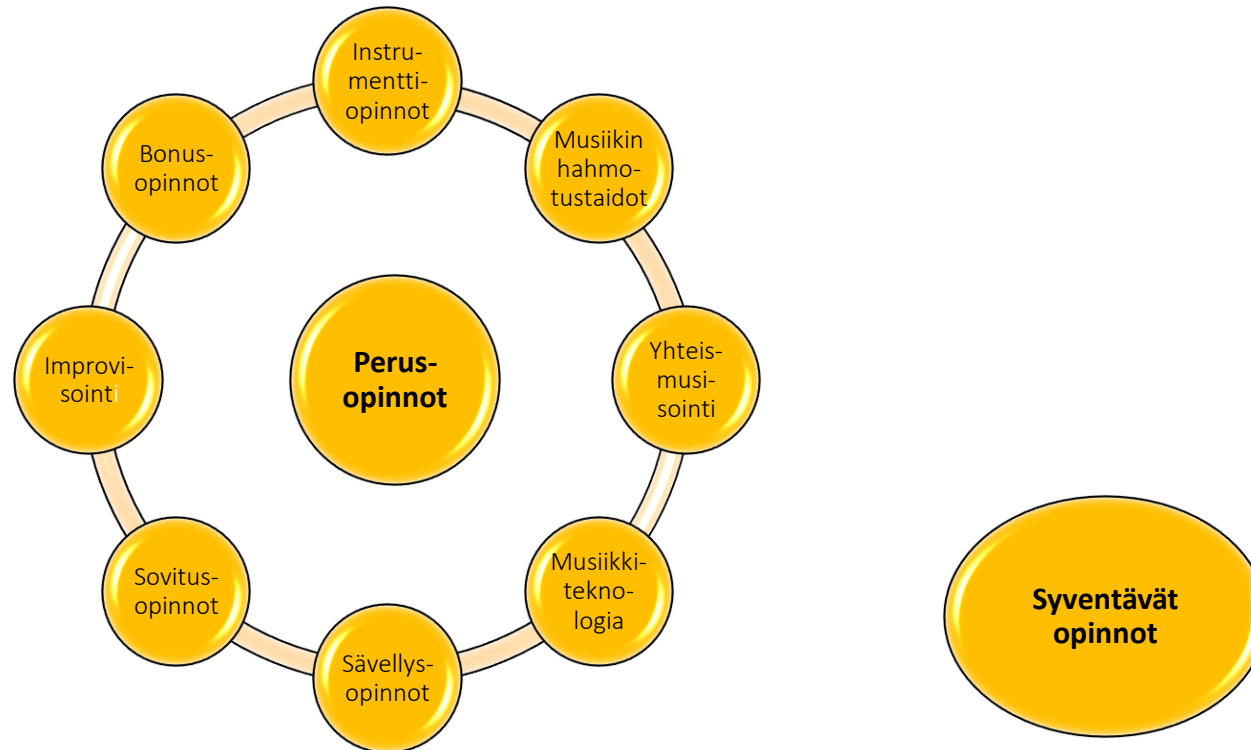 Instru-
menttI-
opinnot
Musiikin
hahmo-
tustaidot
Yhteis-
musi-
sointi
Musiikki-
tekno-
logia
Sävellys-
opinnot
Sovitus-
opinnot
Improvi-
sointi
Bonus-
opinnot
Perus-
opinnot
Syventävät
opinnot